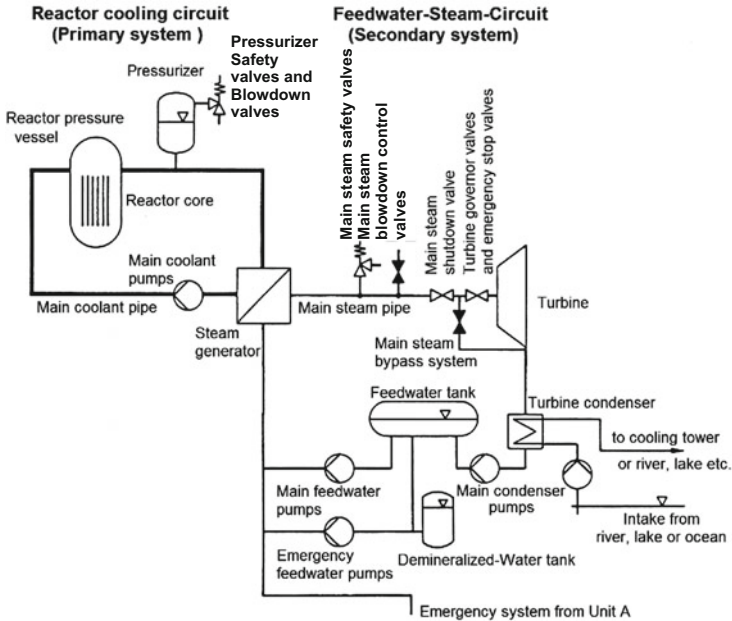 Reactor cooling circuit
(Primary system )
Feedwater-Steam-Circuit
(Secondary system)
Pressurizer
Safety
valves and
Blowdown
valves
Pressurizer
Reactor pressure
vessel
Reactor core
Main steam safety valves
Main steam
blowdown control
valves
Main steam
shutdown valve
Turbine governor valves
and emergency stop valves
Main coolant
pumps
Main coolant pipe
Steam
generator
Main steam pipe
Turbine
Main steam
bypass system
Feedwater tank
Turbine condenser
to cooling tower
or river, lake etc.
Main feedwater
pumps
Main condenser
pumps
Intake from
river, lake or ocean
Emergency
feedwater pumps
Demineralized-Water tank
Emergency system from Unit A